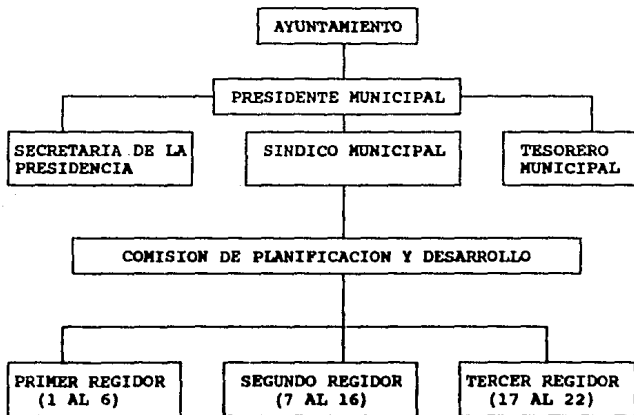 AYUNTAMIENTO
PRESIDENTE MUNICIPAL
SECRETARIA DE LA
PRESIDENCIA
SINDICO MUNICIPAL
TESORERO
MUNICIPAL
COMISION DE PLANIFICACION Y DESARROLLO
PRIMER REGIDOR
(1 AL 6)
SEGUNDO REGIDOR
(7 AL 16)
TERCER REGIDOR
(17 AL 22)